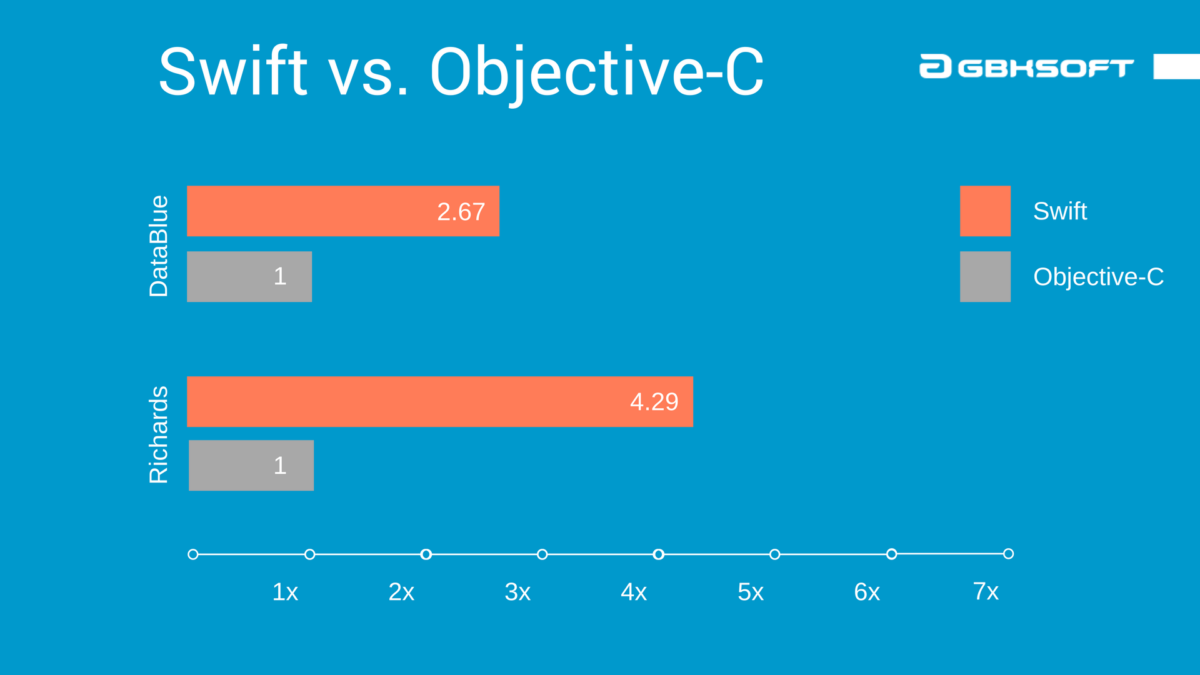 Swift vs. Objective-C
GBKSOFT
DataBlue
2.67
1
Swift
Objective-C
Richards
4.29
1
1x 2x 3x 4x 5x 6x 7x